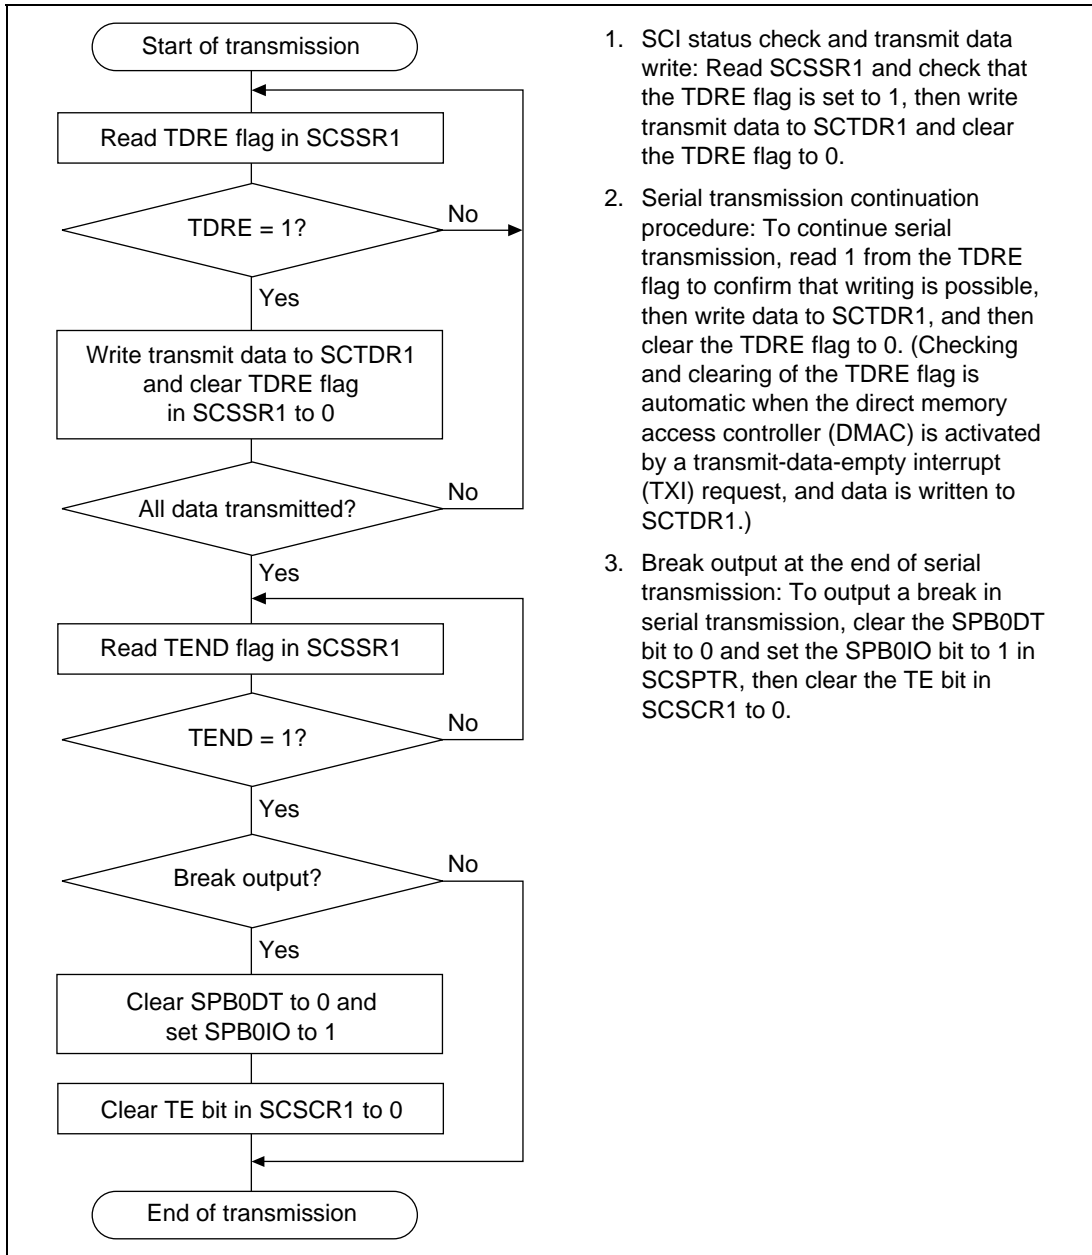 Start of transmission
Read TDRE flag in SCSSR1
TDRE = 1?
No
Yes
Write transmit data to SCTDR1
and clear TDRE flag
in SCSSR1 to 0
All data transmitted?
No
Yes
Read TEND flag in SCSSR1
TEND = 1?
No
Yes
Break output?
No
Yes
Clear SPB0DT to 0 and
set SPB0IO to 1
Clear TE bit in SCSCR1 to 0
End of transmission
1. SCI status check and transmit data
write: Read SCSSR1 and check that
the TDRE flag is set to 1, then write
transmit data to SCTDR1 and clear
the TDRE flag to 0.
2. Serial transmission continuation
procedure: To continue serial
transmission, read 1 from the TDRE
flag to confirm that writing is possible,
then write data to SCTDR1, and then
clear the TDRE flag to 0. (Checking
and clearing of the TDRE flag is
automatic when the direct memory
access controller (DMAC) is activated
by a transmit-data-empty interrupt
(TXI) request, and data is written to
SCTDR1.)
3. Break output at the end of serial
transmission: To output a break in
serial transmission, clear the SPB0DT
bit to 0 and set the SPB0IO bit to 1 in
SCSPTR, then clear the TE bit in
SCSCR1 to 0.